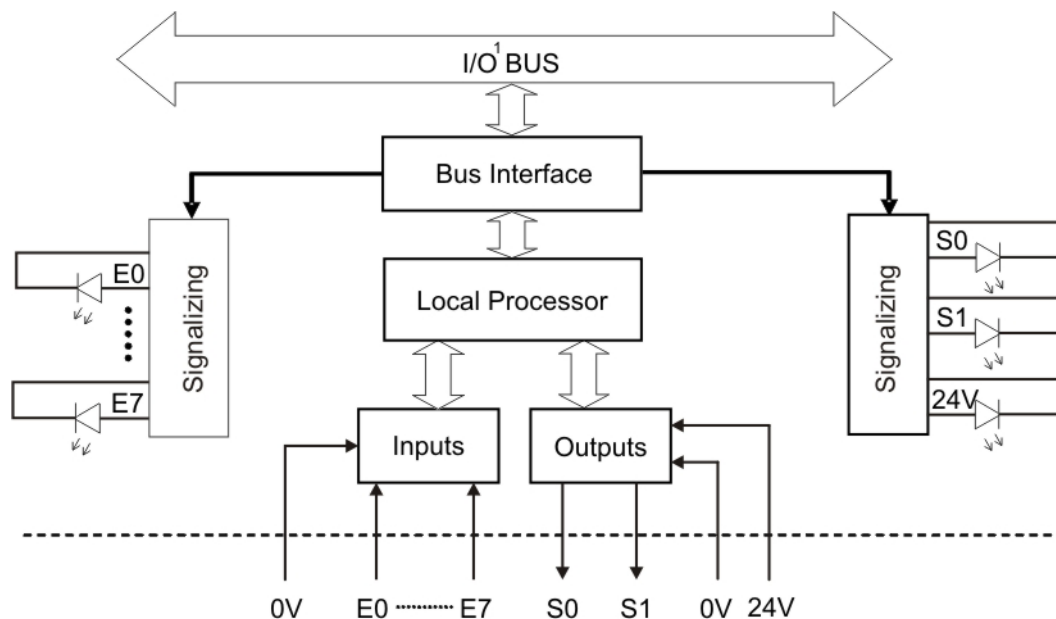 I/O¹ BUS
Bus Interface
Signalizing
E0
E7
Local Processor
Signalizing
S0
S1
24V
Inputs
Outputs
0V E0 ......... E7 S0 S1 0V 24V